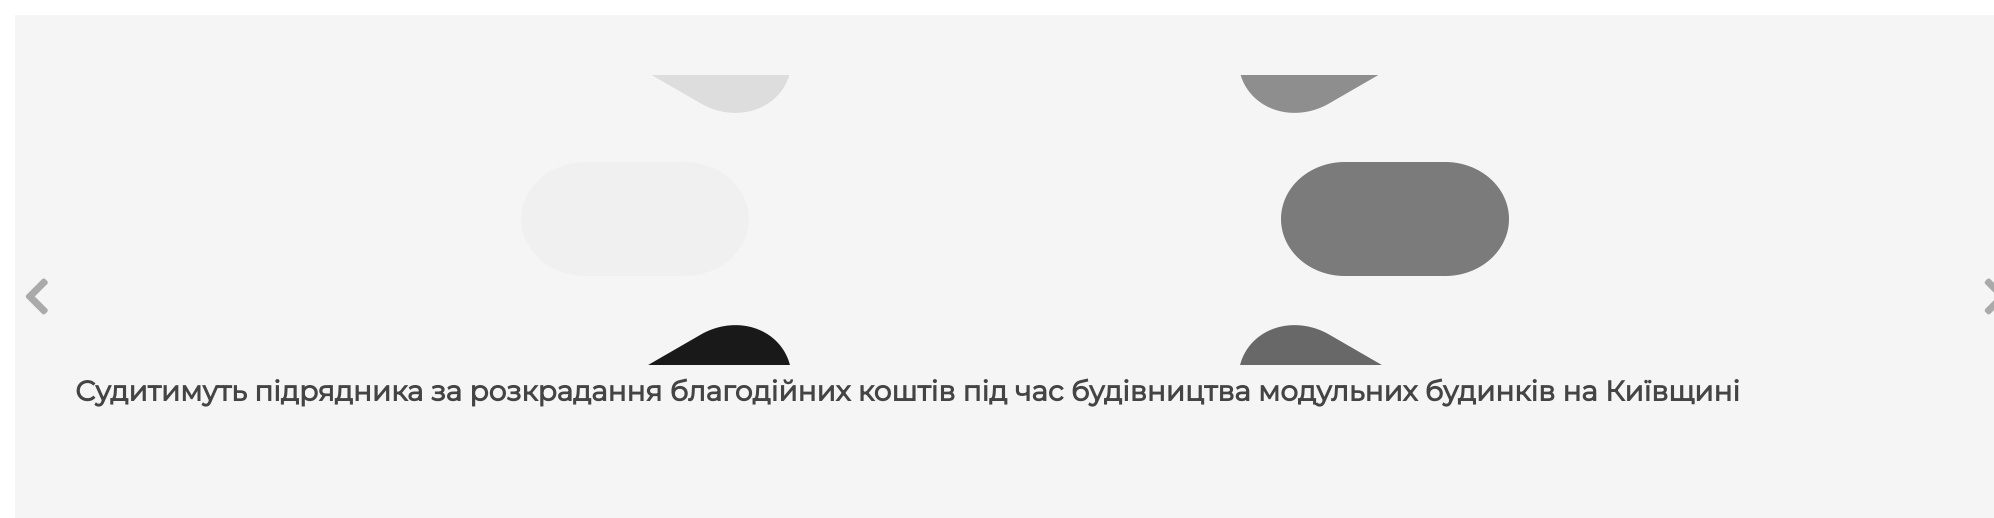 Судитимуть підрядника за розкрадання благодійних коштів під час будівництва модульних будинків на Київщині